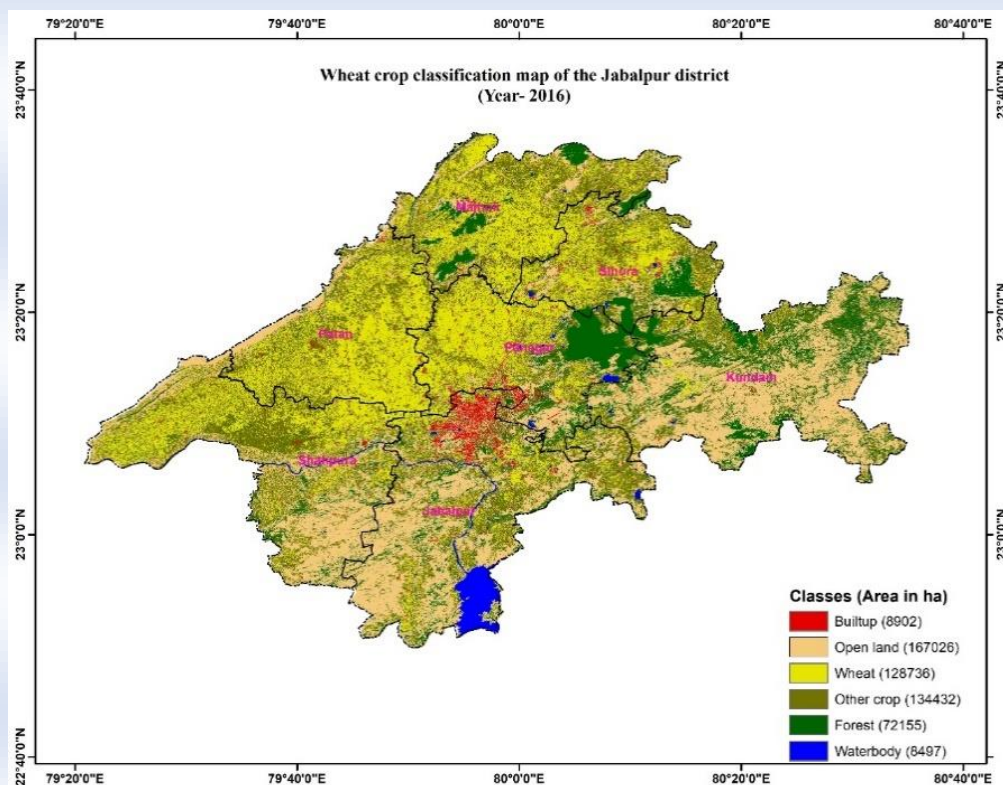 79°20'0"E 79°40'0"E 80°0'0"E 80°20'0"E 80°40'0"E
Wheat crop classification map of the Jabalpur district
(Year- 2016)
23°40'0"N 23°40'0"N
Sihora
23°20'0"N 23°20'0"N
Patan
Panagar
Kundam
Shahpura
Jabalpur
23°0'0"N 23°0'0"N
Classes (Area in ha)
Builtup (8902)
Open land (167026)
Wheat (128736)
Other crop (134432)
Forest (72155)
Waterbody (8497)
22°40'0"N 22°40'0"N
79°20'0"E 79°40'0"E 80°0'0"E 80°20'0"E 80°40'0"E